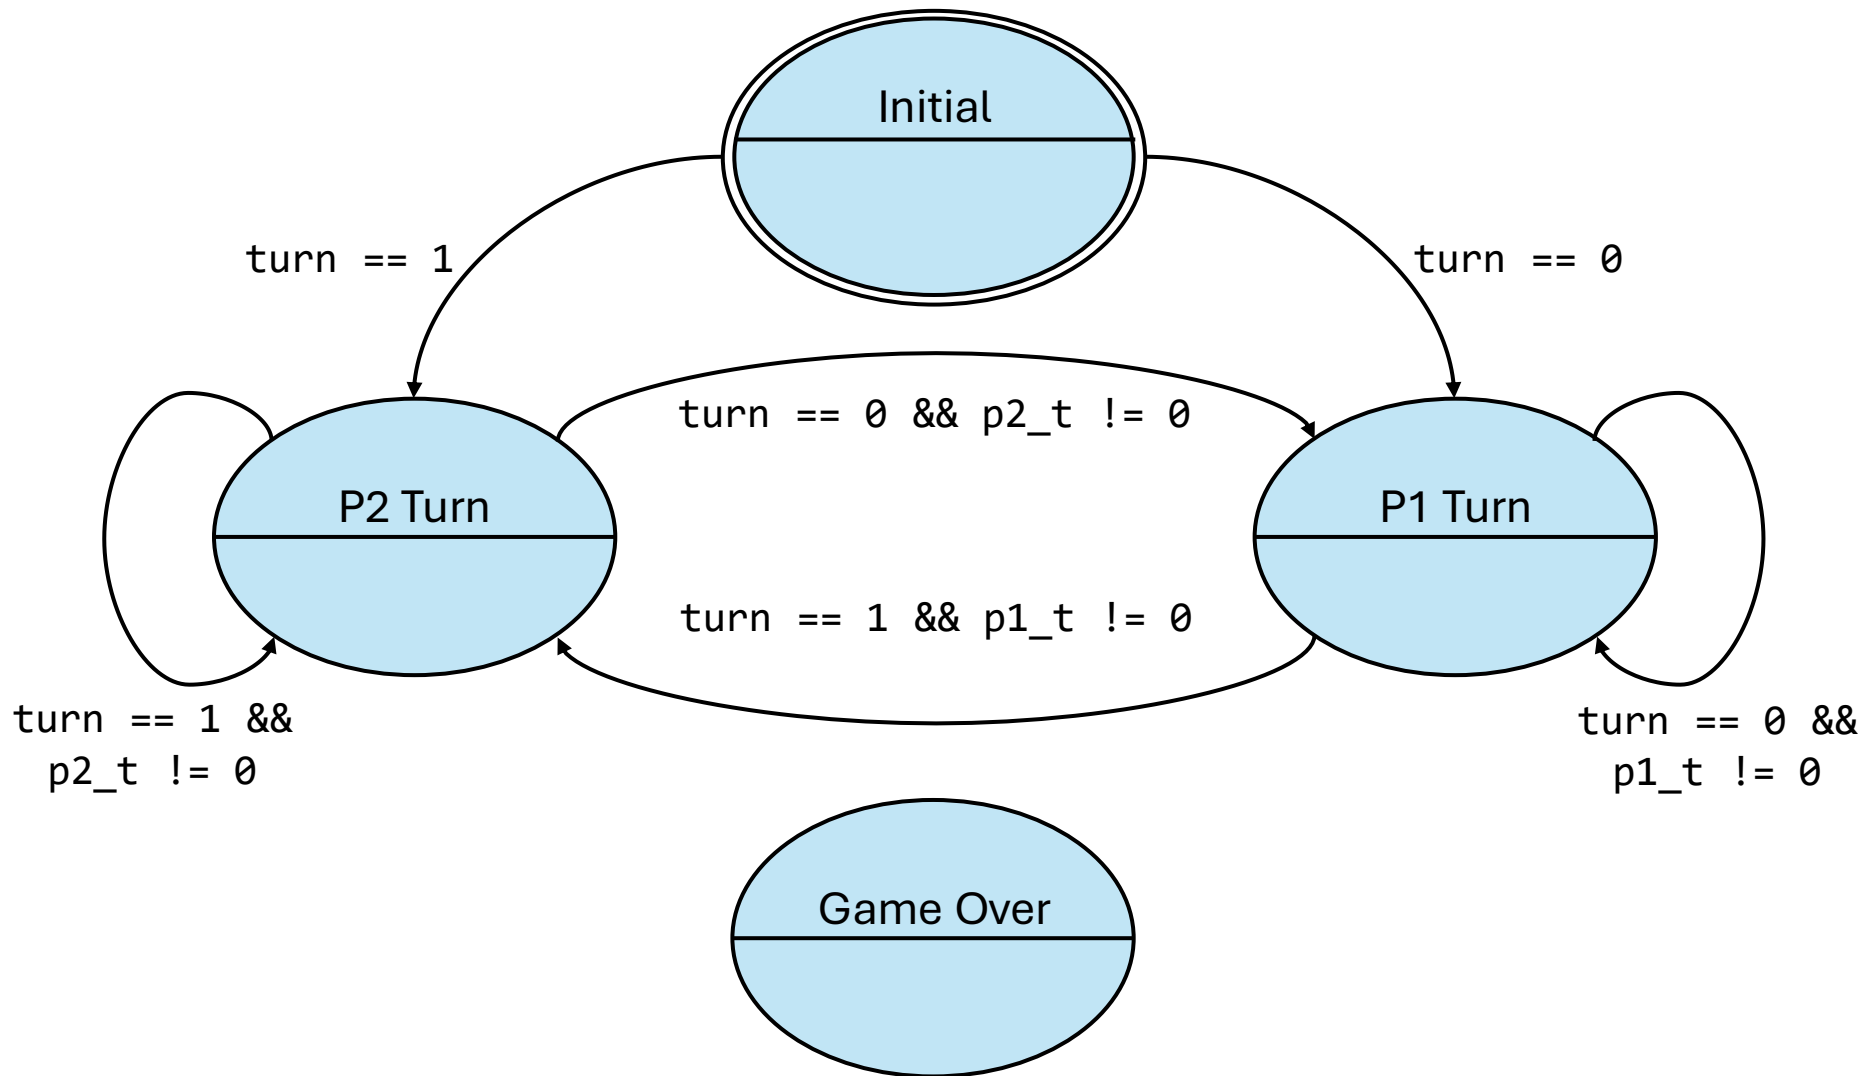 Initial
turn == 1
turn == 0
turn == 0 && p2_t != 0
P2 Turn
P1 Turn
turn == 1 && p1_t != 0
turn == 1 &&
p2_t != 0
turn == 0 &&
p1_t != 0
Game Over